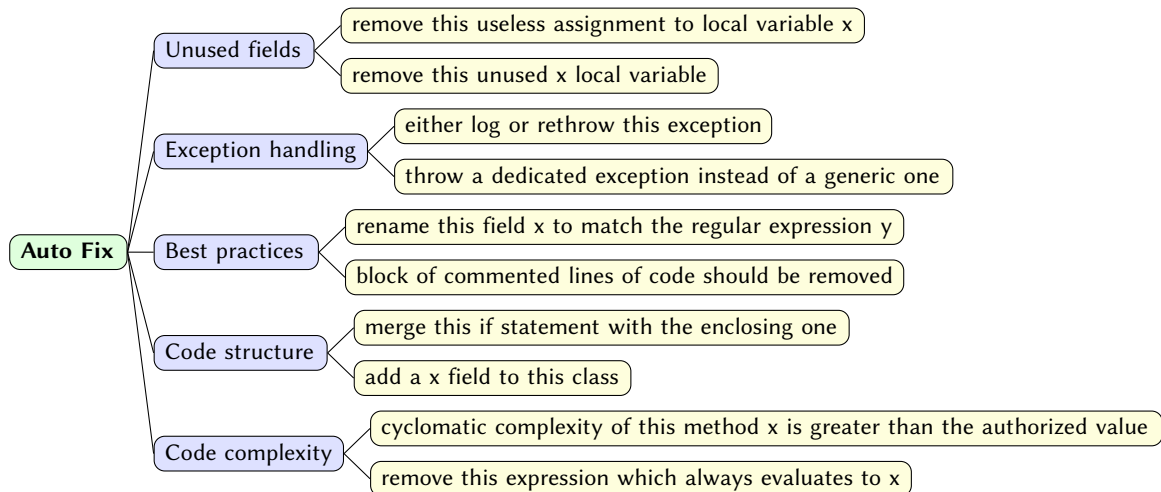 Auto Fix
Unused fields
remove this useless assignment to local variable x
remove this unused x local variable
Exception handling
either log or rethrow this exception
throw a dedicated exception instead of a generic one
Best practices
rename this field x to match the regular expression y
block of commented lines of code should be removed
Code structure
merge this if statement with the enclosing one
add a x field to this class
Code complexity
cyclomatic complexity of this method x is greater than the authorized value
remove this expression which always evaluates to x